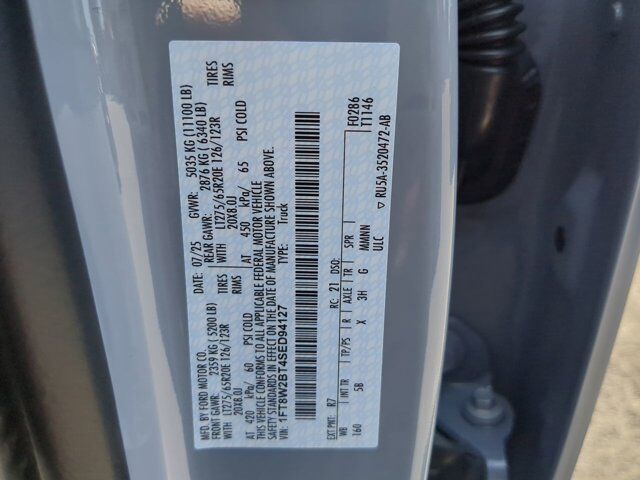 MFD. BY FORD MOTOR CO.
DATE: 07/25 GVWR: 5035 KG (11100 LB)
FRONT GAWR: 2359 KG (5200 LB) REAR GAWR: 2876 KG (6340 LB)
WITH LT275/65R20E 126/123R TIRES WITH LT275/65R20E 126/123R TIRES
20X8.0J RIMS 20X8.0J RIMS
AT 420 kPa/ 60 PSI COLD AT 450 kPa/ 65 PSI COLD
THIS VEHICLE CONFORMS TO ALL APPLICABLE FEDERAL MOTOR VEHICLE
SAFETY STANDARDS IN EFFECT ON THE DATE OF MANUFACTURE SHOWN ABOVE.
VIN: 1FT8W2BT4SED94127
Truck
F0286
T1146
EXT PNT: R7 RC: 21 DSO:
WB INT TR TP/PS R AXLE TR SPR
160 5B X 3H G MMNN
ULC
▽ RU5A-3520472-AB